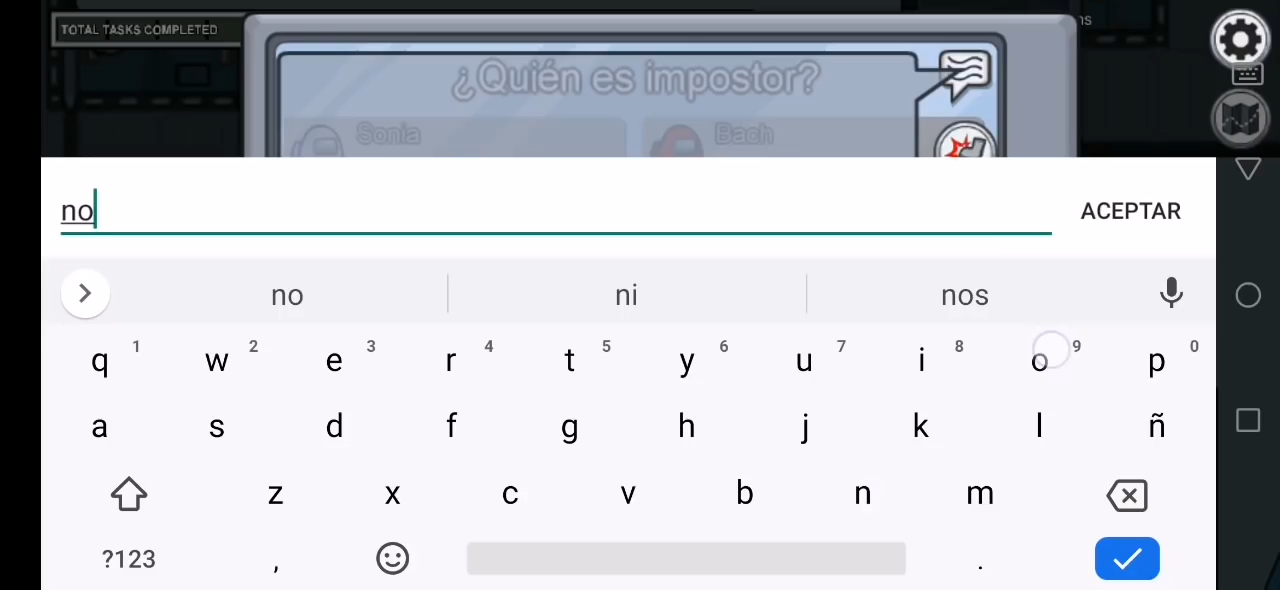 TOTAL TASKS COMPLETED
ns
¿Quién es impostor?
Sonia Bach
no
ACEPTAR
no ni nos
q 1 w 2 e 3 r 4 t 5 y 6 u 7 i 8 o 9 p 0
a s d f g h j k l ñ
z x c v b n m
?123 , .